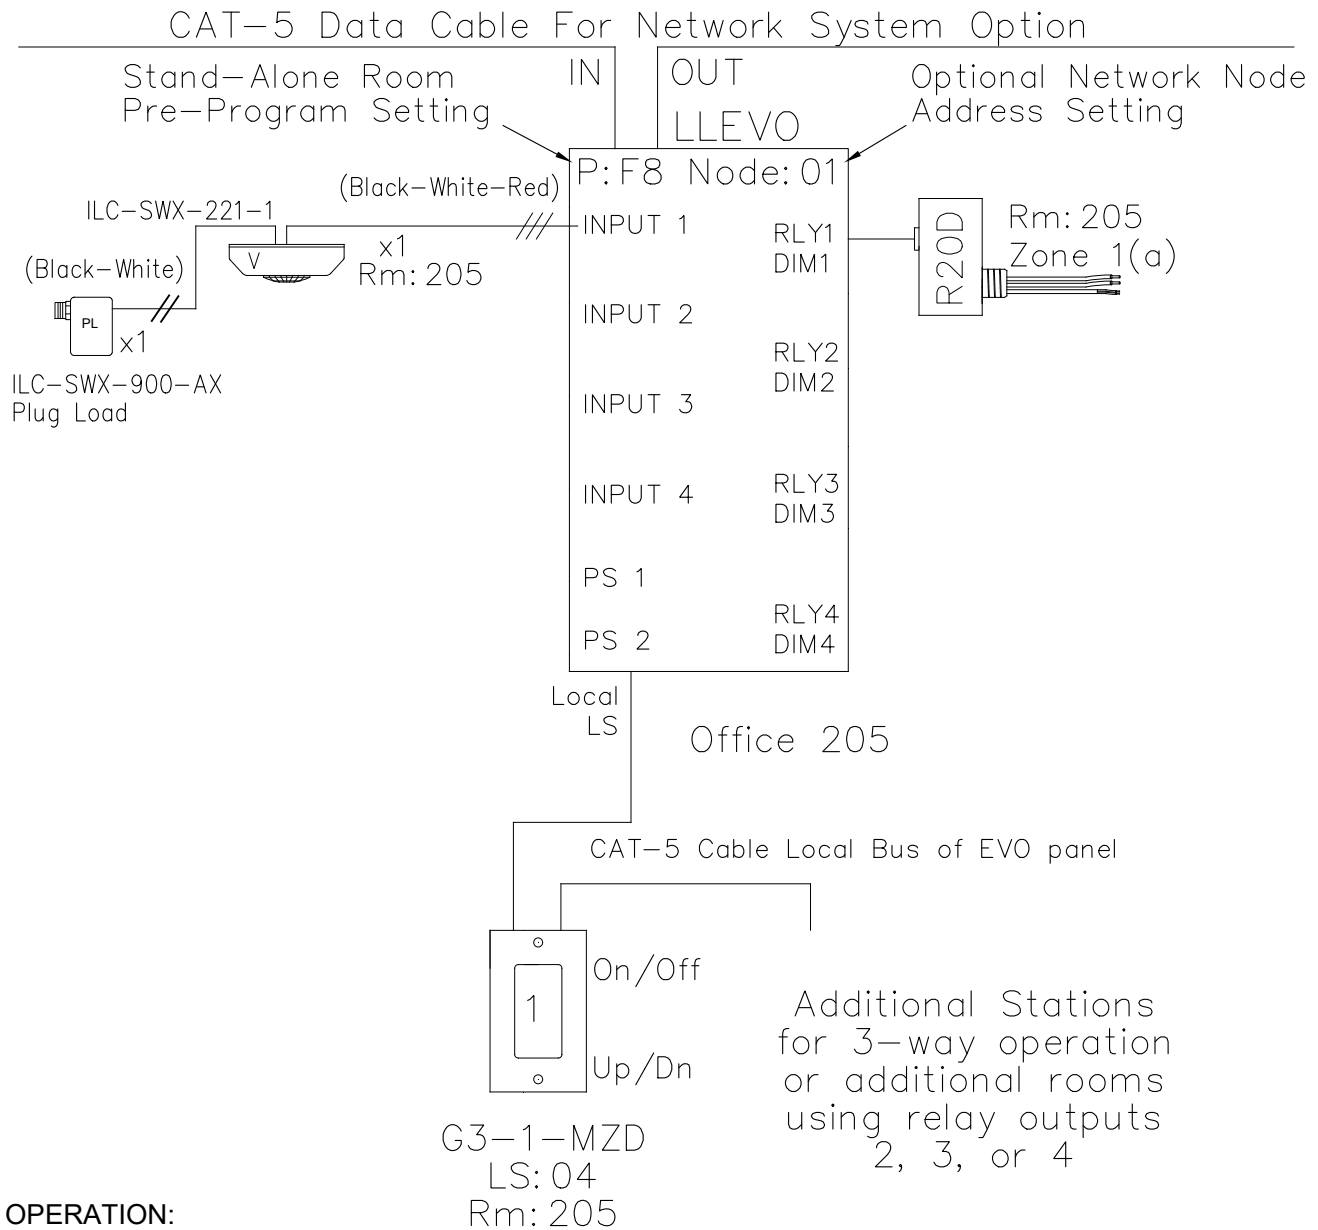 CAT-5 Data Cable For Network System Option
Stand-Alone Room
Pre-Program Setting
IN
OUT
Optional Network Node
Address Setting
LLEVO
P:F8 Node:01
(Black-White-Red)
ILC-SWX-221-1
V
x1
Rm:205
(Black-White)
PL
x1
ILC-SWX-900-AX
Plug Load
INPUT 1
INPUT 2
INPUT 3
INPUT 4
PS 1
PS 2
RLY1
DIM1
RLY2
DIM2
RLY3
DIM3
RLY4
DIM4
R20D
Rm:205
Zone 1(a)
Local
LS
Office 205
CAT-5 Cable Local Bus of EVO panel
1
On/Off
Up/Dn
Additional Stations
for 3-way operation
or additional rooms
using relay outputs
2, 3, or 4
G3-1-MZD
LS:04
Rm:205
OPERATION: